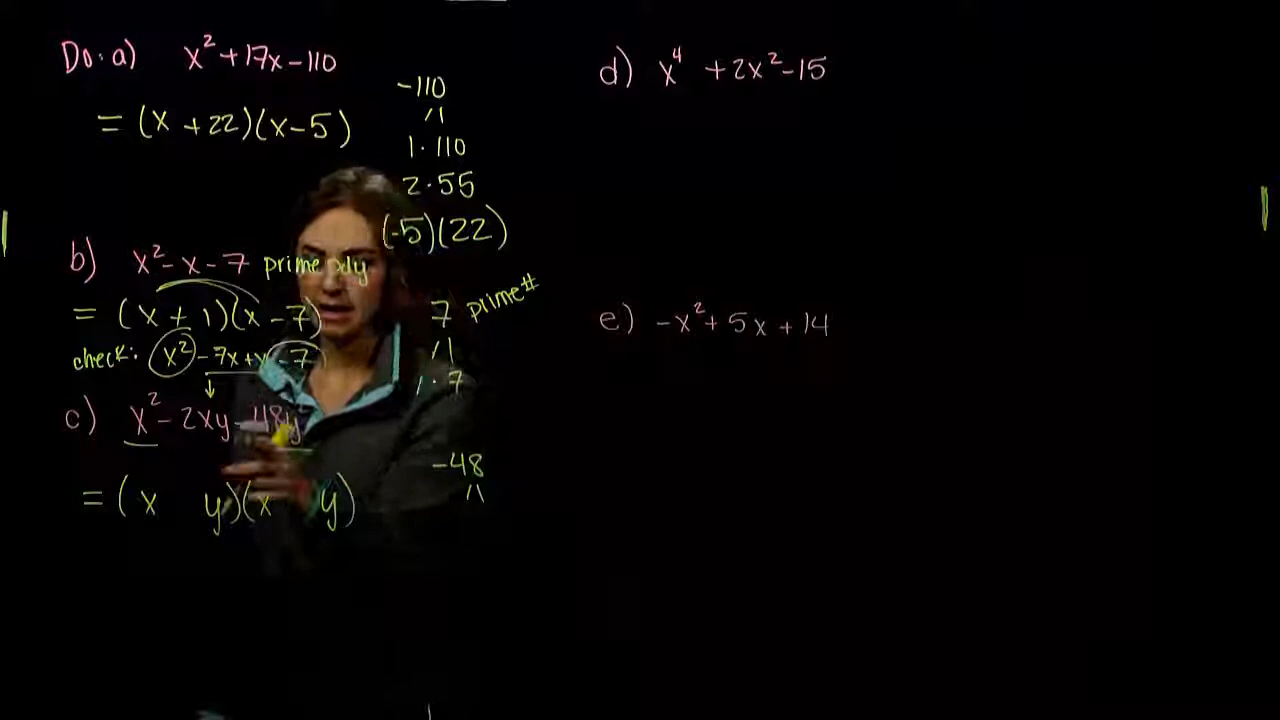 Do: a) x² + 17x - 110
= (x + 22)(x - 5)
-110
1 · 110
2 · 55
(-5)(22)
b) x² - x - 7 prime poly
= (x + 1)(x - 7)
7 prime #
1 · 7
check: x² - 7x + x - 7
c) x² - 2xy - 48y²
-48
= (x y)(x y)
d) x⁴ + 2x² - 15
e) -x² + 5x + 14